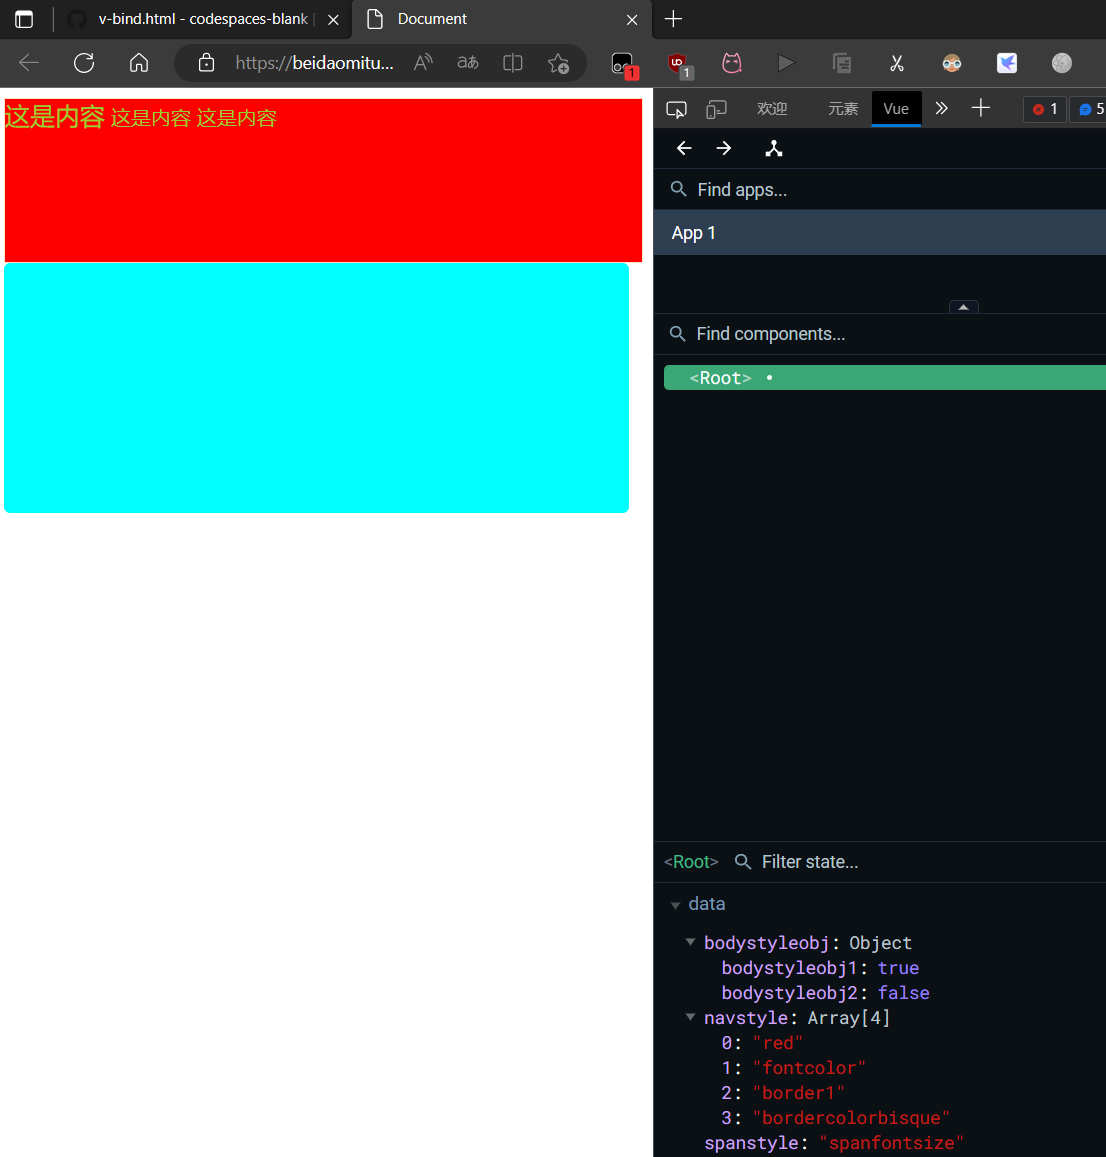 v-bind.html - codespaces-blank [
Document
https://beidaomitu...
A
aあ
1
UD
1
这是内容 这是内容 这是内容
欢迎
元素
Vue
1
5
Find apps...
App 1
Find components...
<Root>
<Root>
Filter state...
data
bodystyleobj: Object
bodystyleobj1: true
bodystyleobj2: false
navstyle: Array[4]
0: "red"
1: "fontcolor"
2: "border1"
3: "bordercolorbisque"
spanstyle: "spanfontsize"